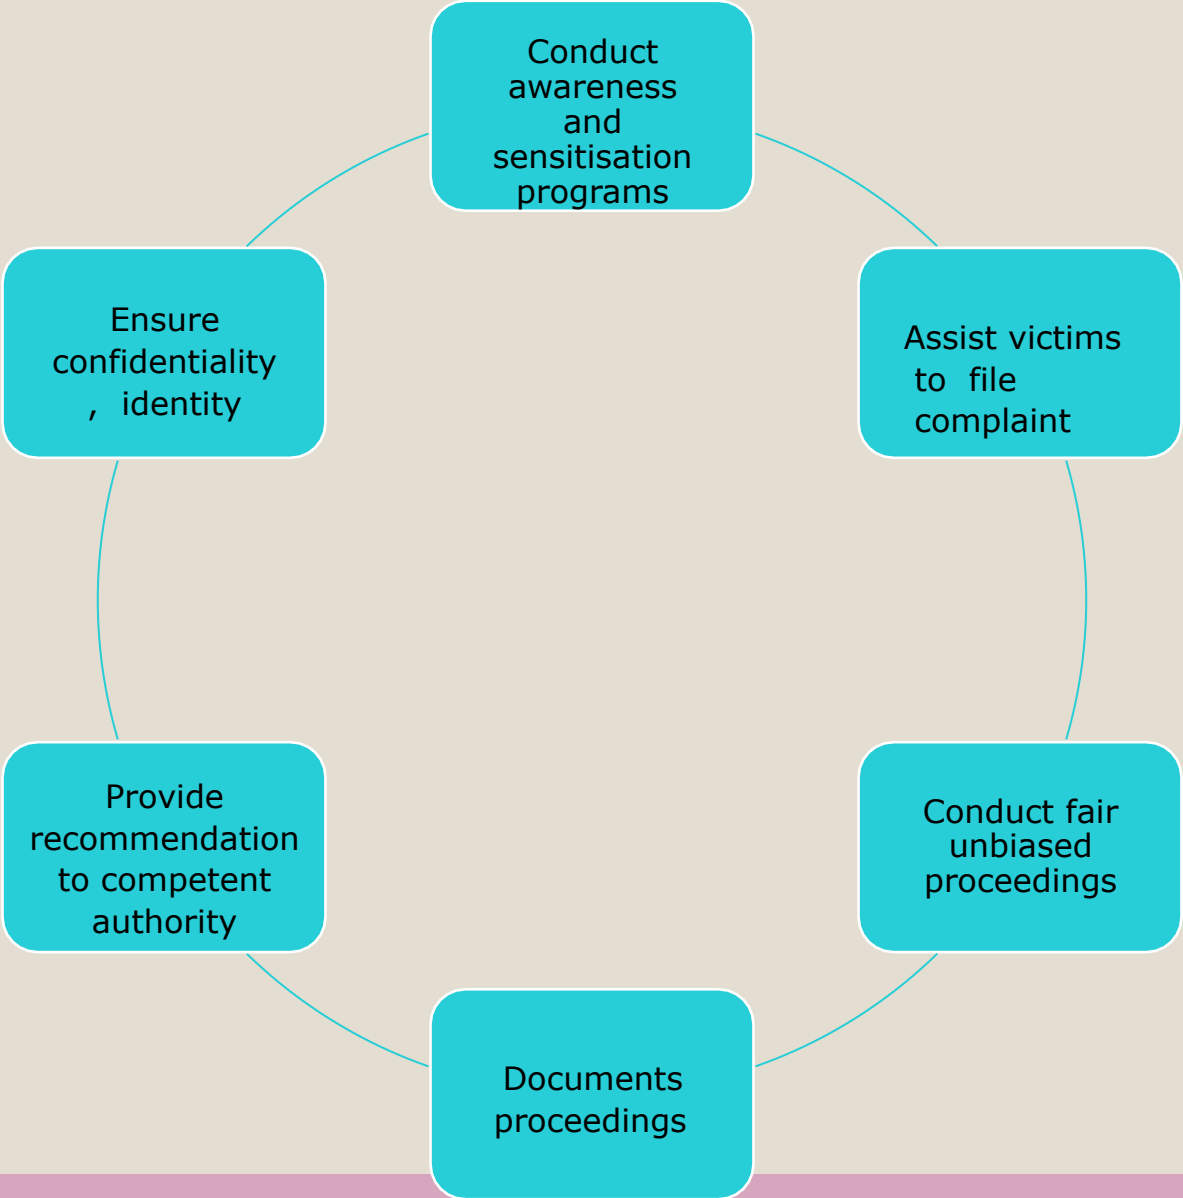 Conduct
awareness
and
sensitisation
programs
Assist victims
to file
complaint
Conduct fair
unbiased
proceedings
Documents
proceedings
Provide
recommendation
to competent
authority
Ensure
confidentiality
, identity